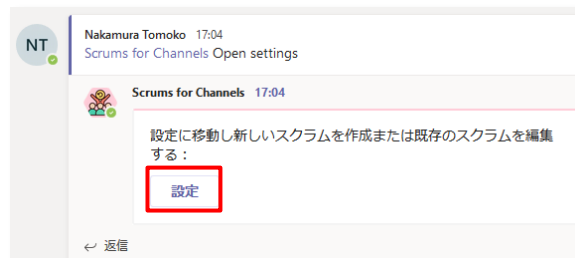 NT
Nakamura Tomoko 17:04
Scrums for Channels Open settings
Scrums for Channels 17:04
設定に移動し新しいスクラムを作成または既存のスクラムを編集
する：
設定
返信